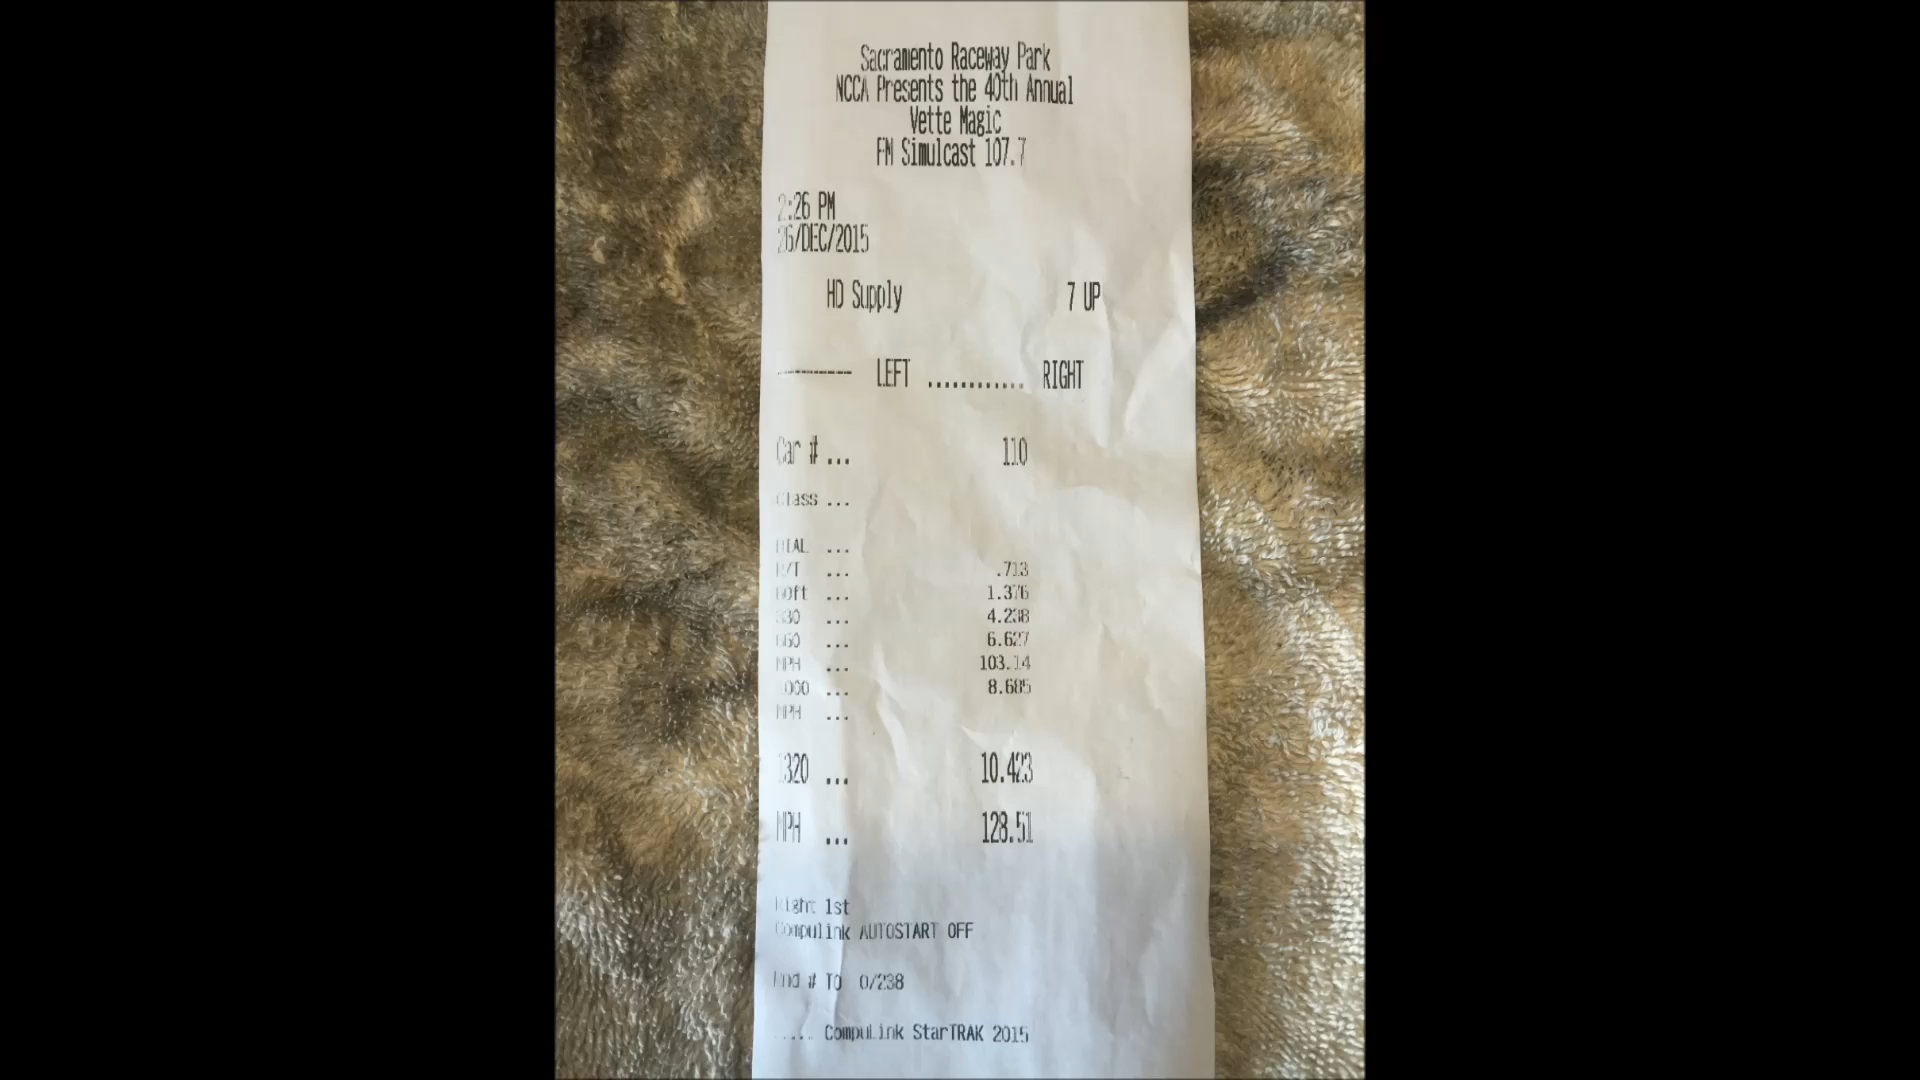 Sacramento Raceway Park
NCCA Presents the 40th Annual
Vette Magic
FM Simulcast 107.7
2:26 PM
26/DEC/2015
HD Supply 7 UP
--------- LEFT ............ RIGHT
Car # ... 110
Class ...
DIAL ...
R/T ... .713
60ft ... 1.376
330 ... 4.238
660 ... 6.627
MPH ... 103.14
1000 ... 8.685
MPH ...
1320 ... 10.423
MPH ... 128.51
Right 1st
Compulink AUTOSTART OFF
Rnd # TO 0/238
..... CompuLink StarTRAK 2015